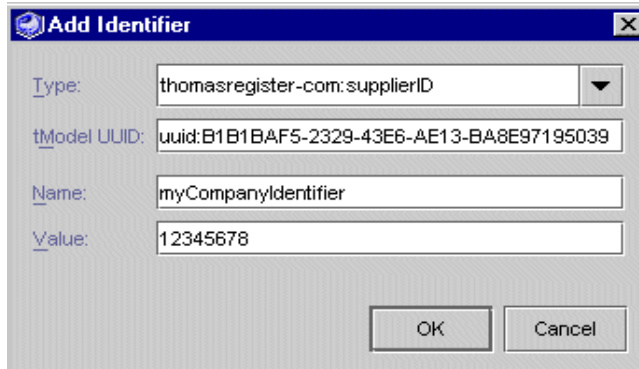 Add Identifier
Type: thomasregister-com:supplierID
tModel UUID: uuid:B1B1BAF5-2329-43E6-AE13-BA8E97195039
Name: myCompanyIdentifier
Value: 12345678
OK Cancel